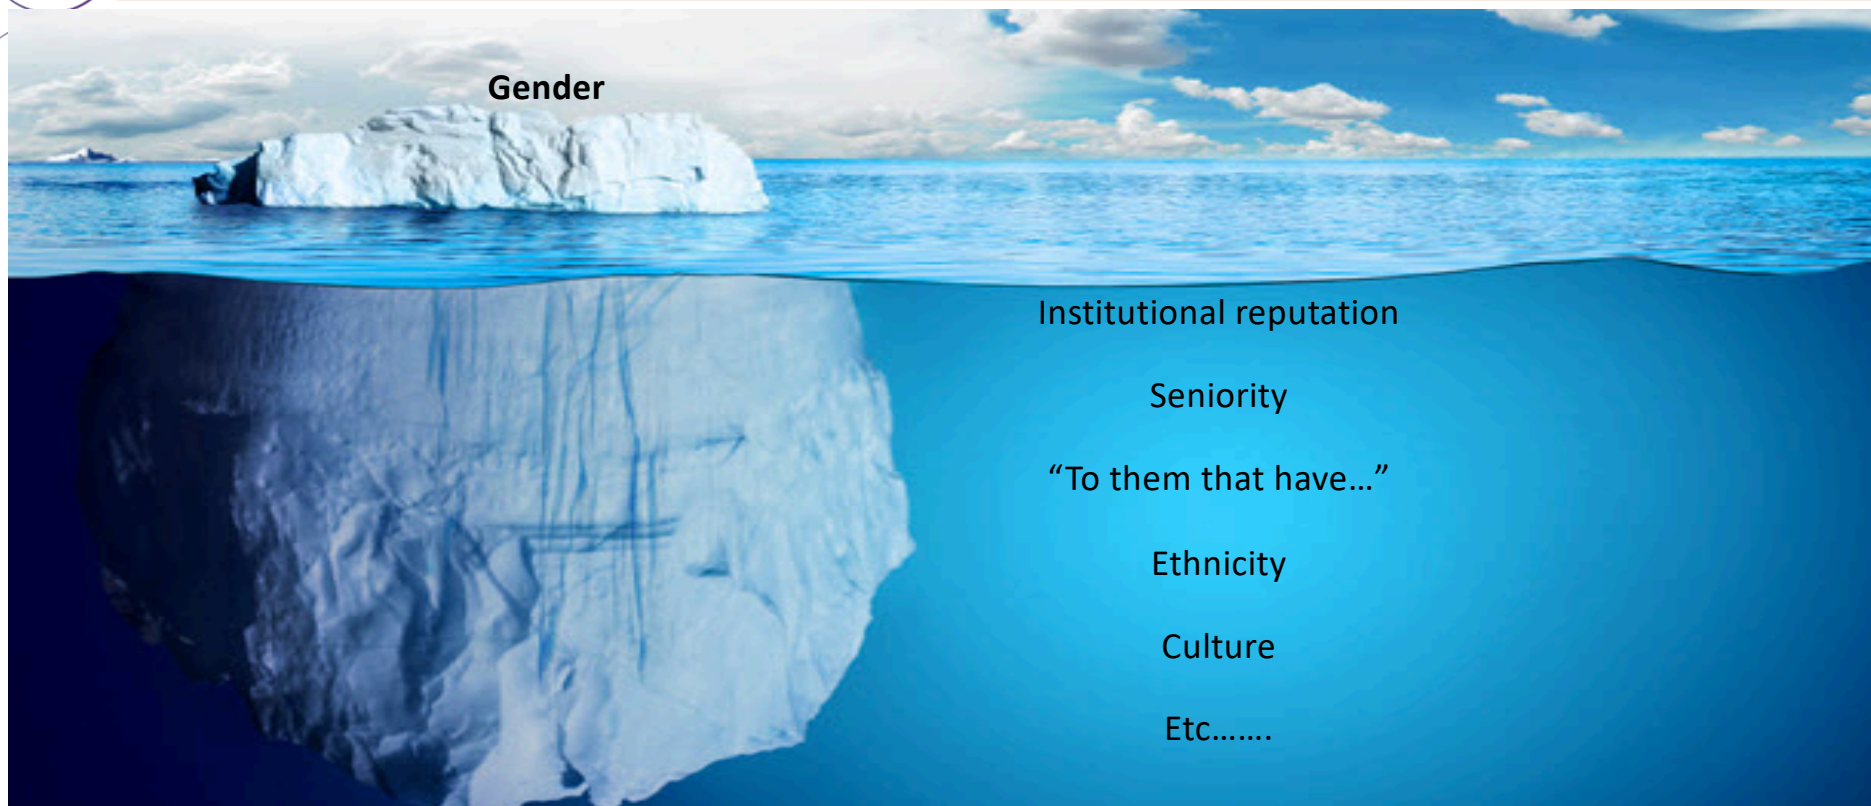 Gender
Institutional reputation
Seniority
“To them that have…”
Ethnicity
Culture
Etc…….